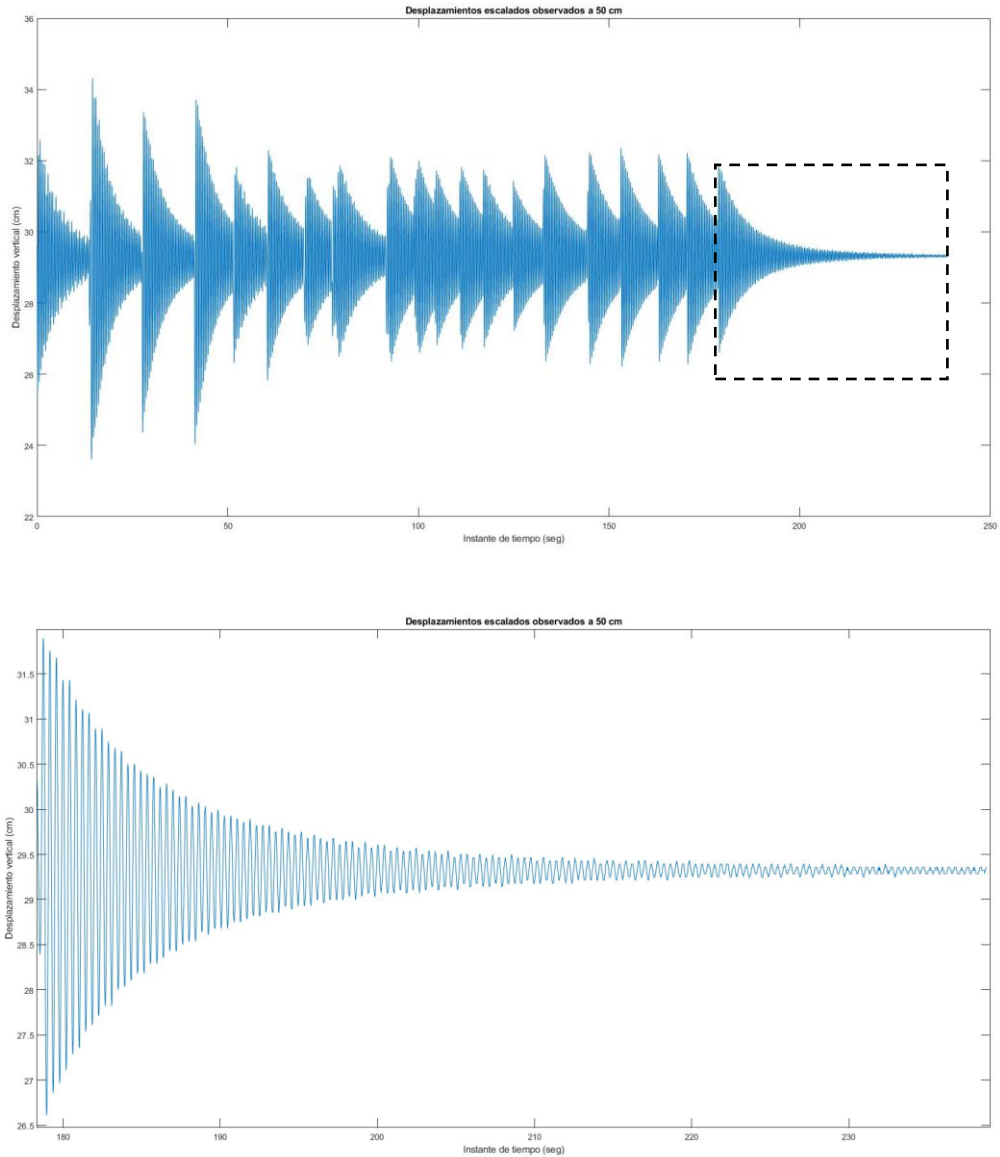 Desplazamientos escalados observados a 50 cm
36
34
32
30
28
26
24
22
Desplazamiento vertical (cm)
0 50 100 150 200 250
Instante de tiempo (seg)
Desplazamientos escalados observados a 50 cm
31.5
31
30.5
30
29.5
29
28.5
28
27.5
27
26.5
Desplazamiento vertical (cm)
180 190 200 210 220 230
Instante de tiempo (seg)